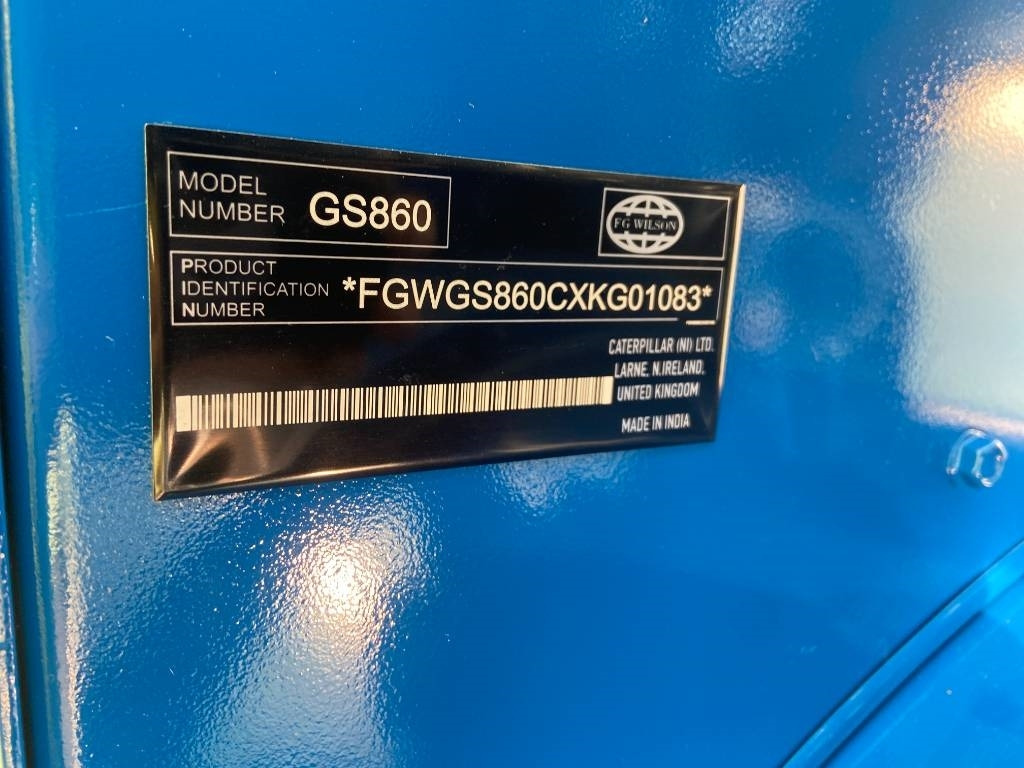 MODEL
NUMBER GS860
FG WILSON
PRODUCT
IDENTIFICATION
NUMBER
*FGWGS860CXKG01083*
CATERPILLAR (NI) LTD.
LARNE, N.IRELAND,
UNITED KINGDOM
MADE IN INDIA